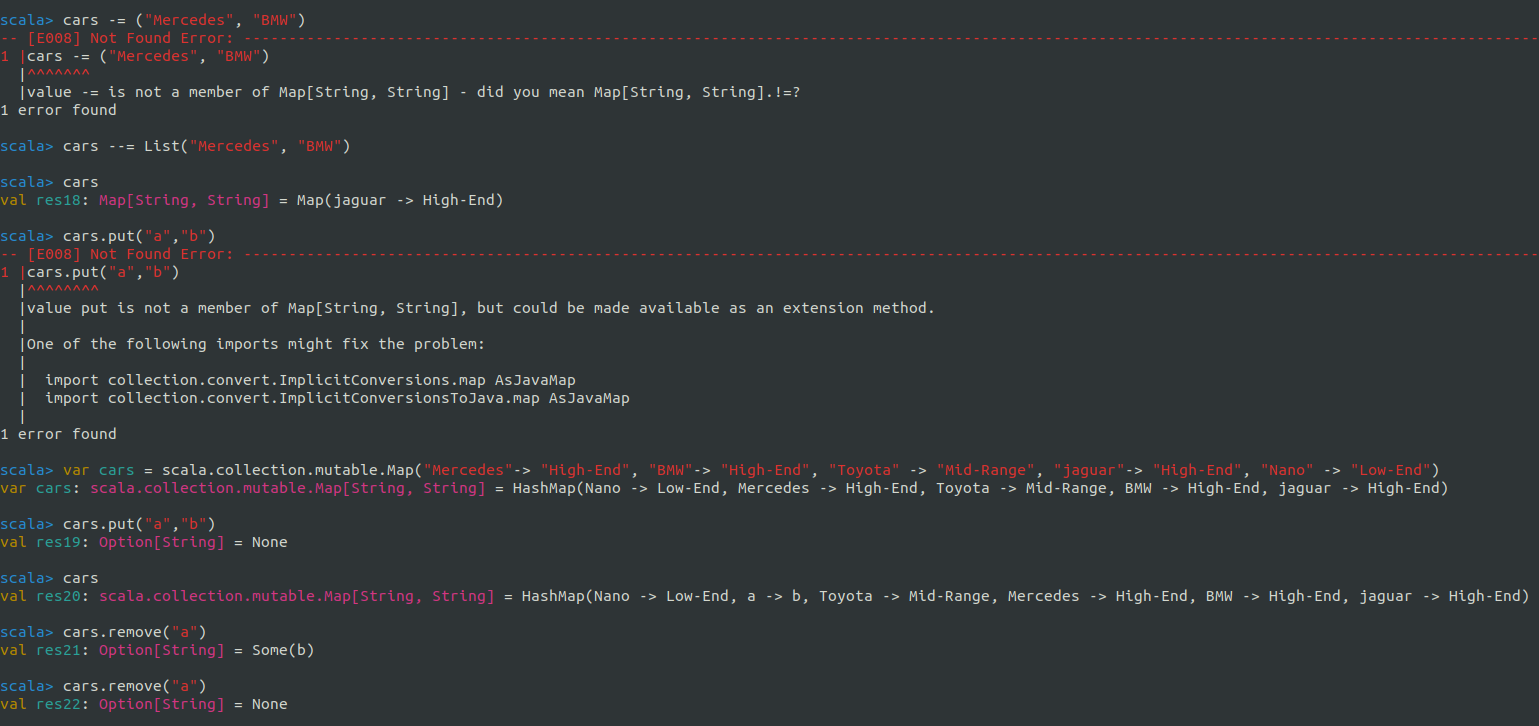 scala> cars -= ("Mercedes", "BMW")
-- [E008] Not Found Error: ----------------------------------------------------------------------------------------------------------------------------------------
1 |cars -= ("Mercedes", "BMW")
  |^^^^^^^
  |value -= is not a member of Map[String, String] - did you mean Map[String, String].!=?
1 error found
scala> cars --= List("Mercedes", "BMW")
scala> cars
val res18: Map[String, String] = Map(jaguar -> High-End)
scala> cars.put("a","b")
-- [E008] Not Found Error: ----------------------------------------------------------------------------------------------------------------------------------------
1 |cars.put("a","b")
  |^^^^^^^^
  |value put is not a member of Map[String, String], but could be made available as an extension method.
  |
  |One of the following imports might fix the problem:
  |
  |  import collection.convert.ImplicitConversions.map AsJavaMap
  |  import collection.convert.ImplicitConversionsToJava.map AsJavaMap
  |
1 error found
scala> var cars = scala.collection.mutable.Map("Mercedes"-> "High-End", "BMW"-> "High-End", "Toyota" -> "Mid-Range", "jaguar"-> "High-End", "Nano" -> "Low-End")
var cars: scala.collection.mutable.Map[String, String] = HashMap(Nano -> Low-End, Mercedes -> High-End, Toyota -> Mid-Range, BMW -> High-End, jaguar -> High-End)
scala> cars.put("a","b")
val res19: Option[String] = None
scala> cars
val res20: scala.collection.mutable.Map[String, String] = HashMap(Nano -> Low-End, a -> b, Toyota -> Mid-Range, Mercedes -> High-End, BMW -> High-End, jaguar -> High-End)
scala> cars.remove("a")
val res21: Option[String] = Some(b)
scala> cars.remove("a")
val res22: Option[String] = None